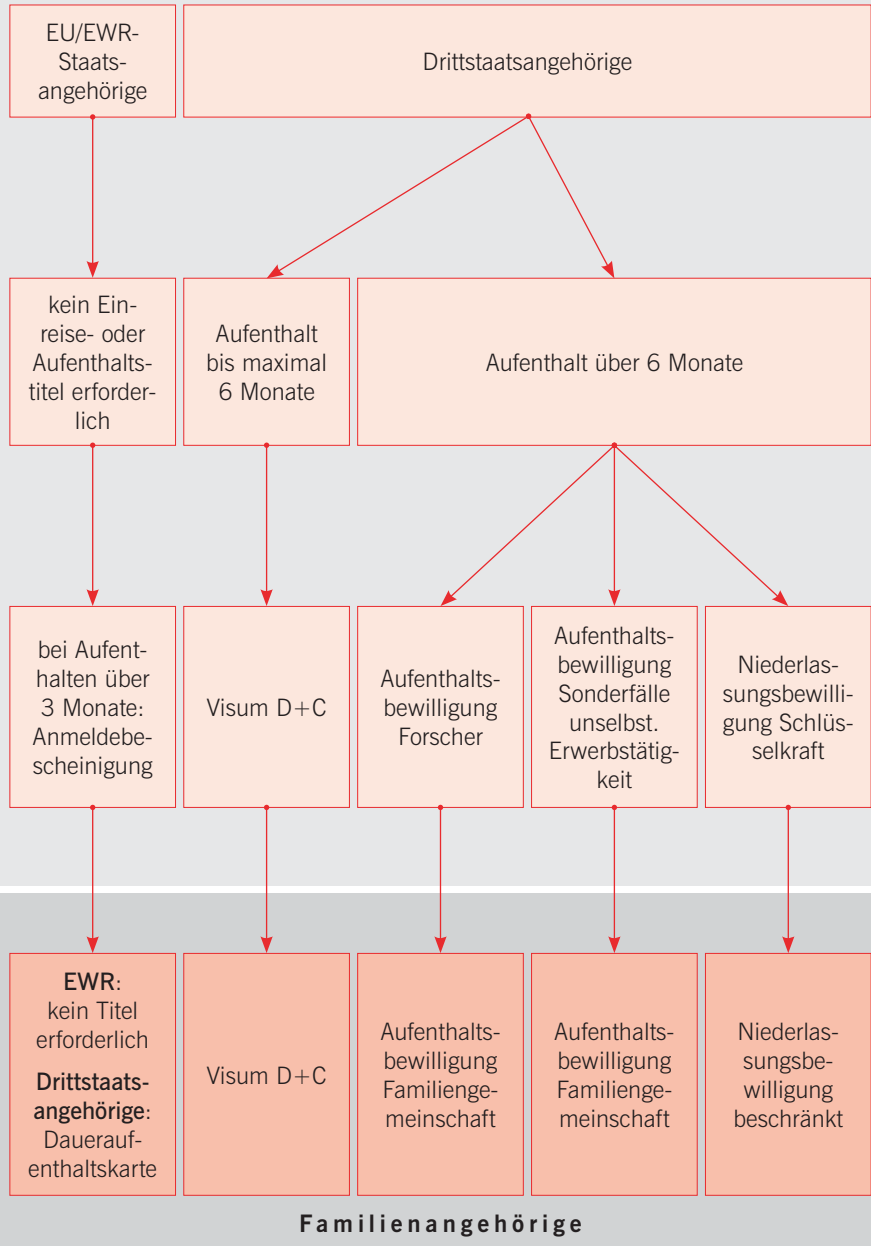 EU/EWR-
Staats-
angehörige
Drittstaatsangehörige
kein Ein-
reise- oder
Aufenthalts-
titel erforder-
lich
Aufenthalt
bis maximal
6 Monate
Aufenthalt über 6 Monate
bei Aufent-
halten über
3 Monate:
Anmeldebe-
scheinigung
Visum D+C
Aufenthalts-
bewilligung
Forscher
Aufenthalts-
bewilligung
Sonderfälle
unselbst.
Erwerbstätig-
keit
Niederlas-
sungsbewilli-
gung Schlüs-
selkraft
EWR:
kein Titel
erforderlich
Drittstaats-
angehörige:
Daueraufent-
haltskarte
Visum D+C
Aufenthalts-
bewilligung
Familienge-
meinschaft
Aufenthalts-
bewilligung
Familienge-
meinschaft
Niederlas-
sungsbe-
willigung
beschränkt
Familienangehörige